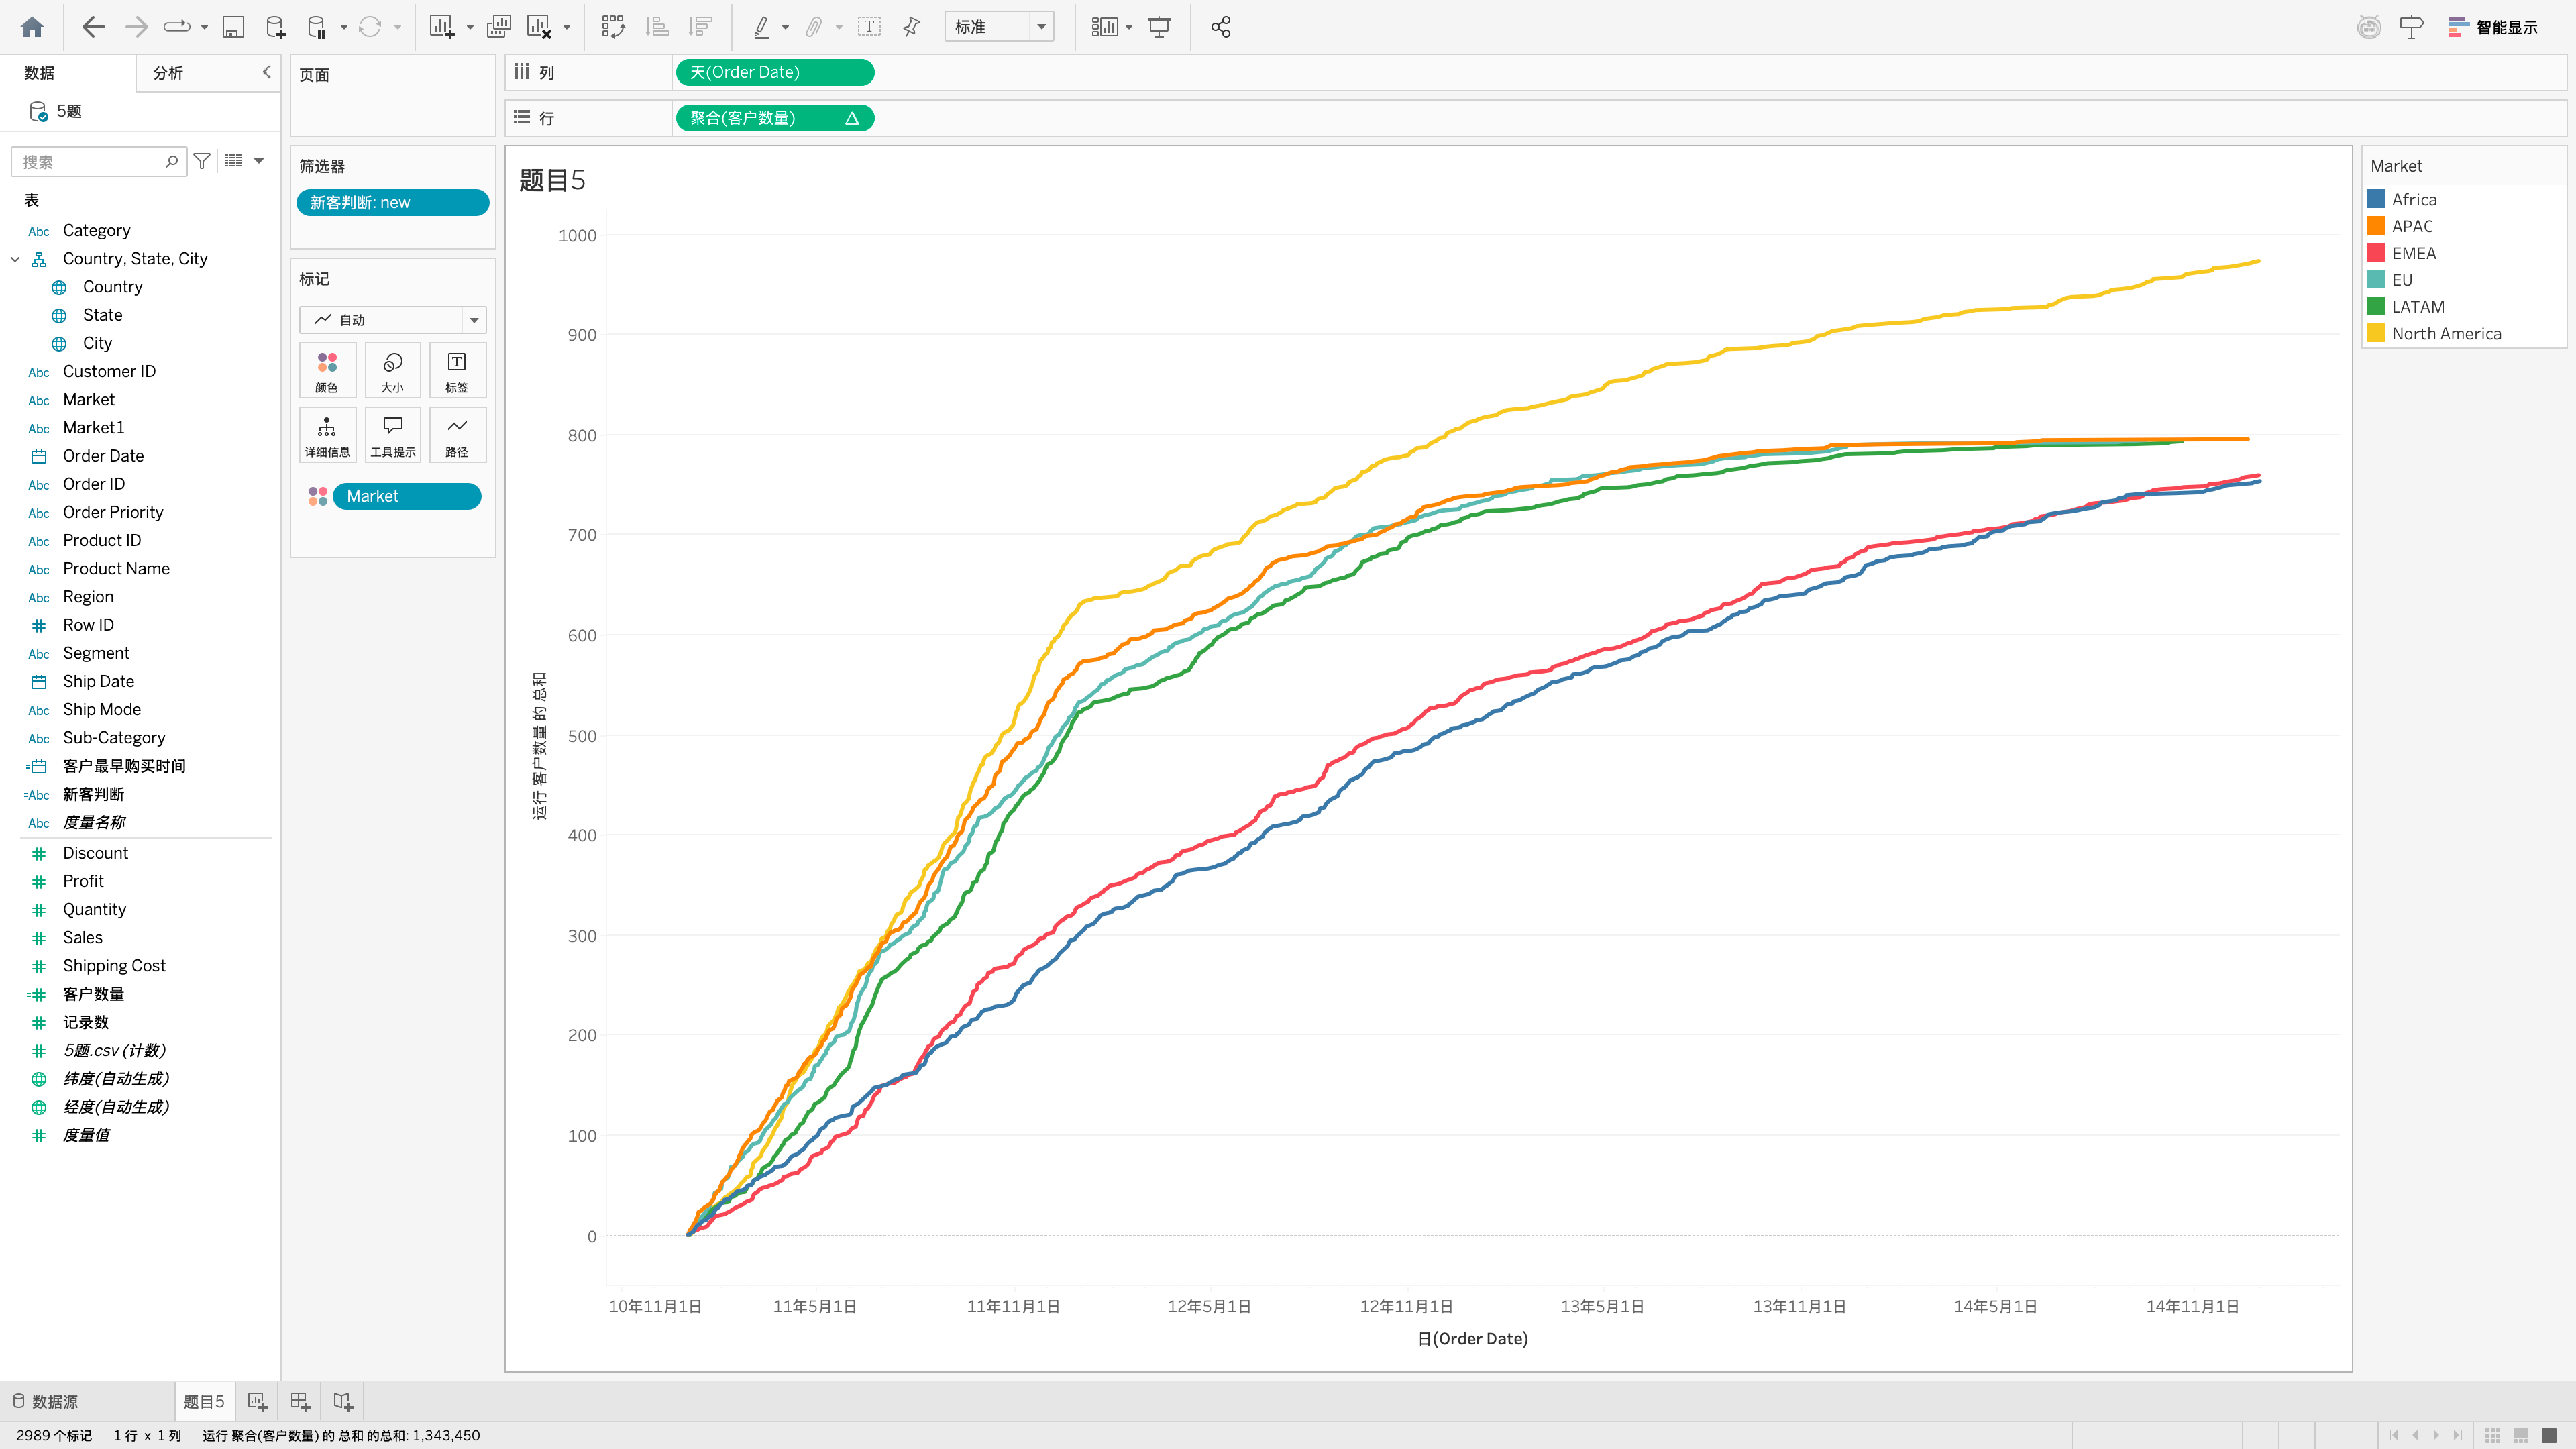 标准
智能显示
数据
分析
5题
搜索
表
Abc Category
Country, State, City
Country
State
City
Abc Customer ID
Abc Market
Abc Market1
Order Date
Abc Order ID
Abc Order Priority
Abc Product ID
Abc Product Name
Abc Region
Row ID
Abc Segment
Ship Date
Abc Ship Mode
Abc Sub-Category
客户最早购买时间
=Abc 新客判断
Abc 度量名称
Discount
Profit
Quantity
Sales
Shipping Cost
客户数量
记录数
5题.csv (计数)
纬度(自动生成)
经度(自动生成)
度量值
页面
筛选器
新客判断: new
标记
自动
颜色
大小
标签
详细信息
工具提示
路径
Market
列
天(Order Date)
行
聚合(客户数量)
题目5
1000
900
800
700
600
500
400
300
200
100
0
运行 客户数量 的 总和
10年11月1日
11年5月1日
11年11月1日
12年5月1日
12年11月1日
13年5月1日
13年11月1日
14年5月1日
14年11月1日
日(Order Date)
Market
Africa
APAC
EMEA
EU
LATAM
North America
数据源
题目5
2989 个标记 1 行 x 1 列 运行 聚合(客户数量) 的 总和 的总和: 1,343,450